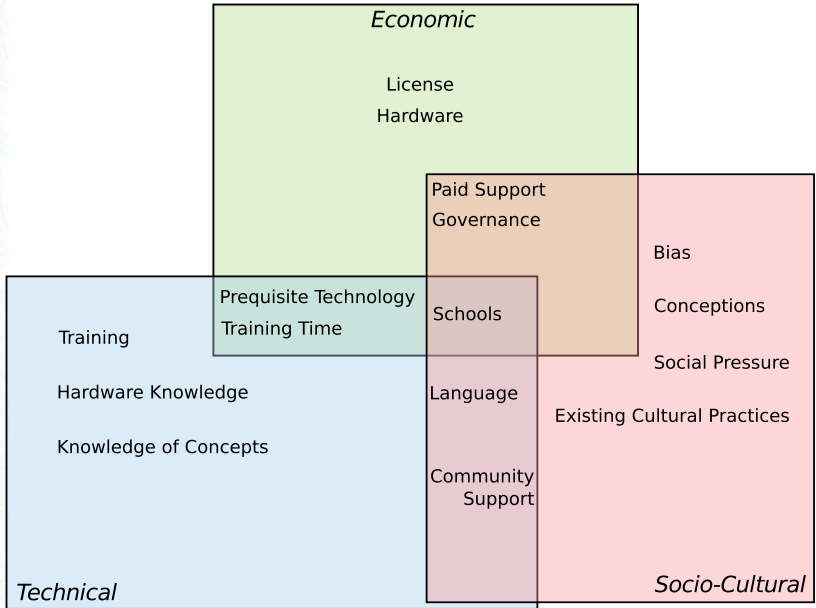 Economic
License
Hardware
Paid Support
Governance
Bias
Conceptions
Social Pressure
Existing Cultural Practices
Prequisite Technology
Training Time
Schools
Training
Hardware Knowledge
Knowledge of Concepts
Language
Community
Support
Technical
Socio-Cultural